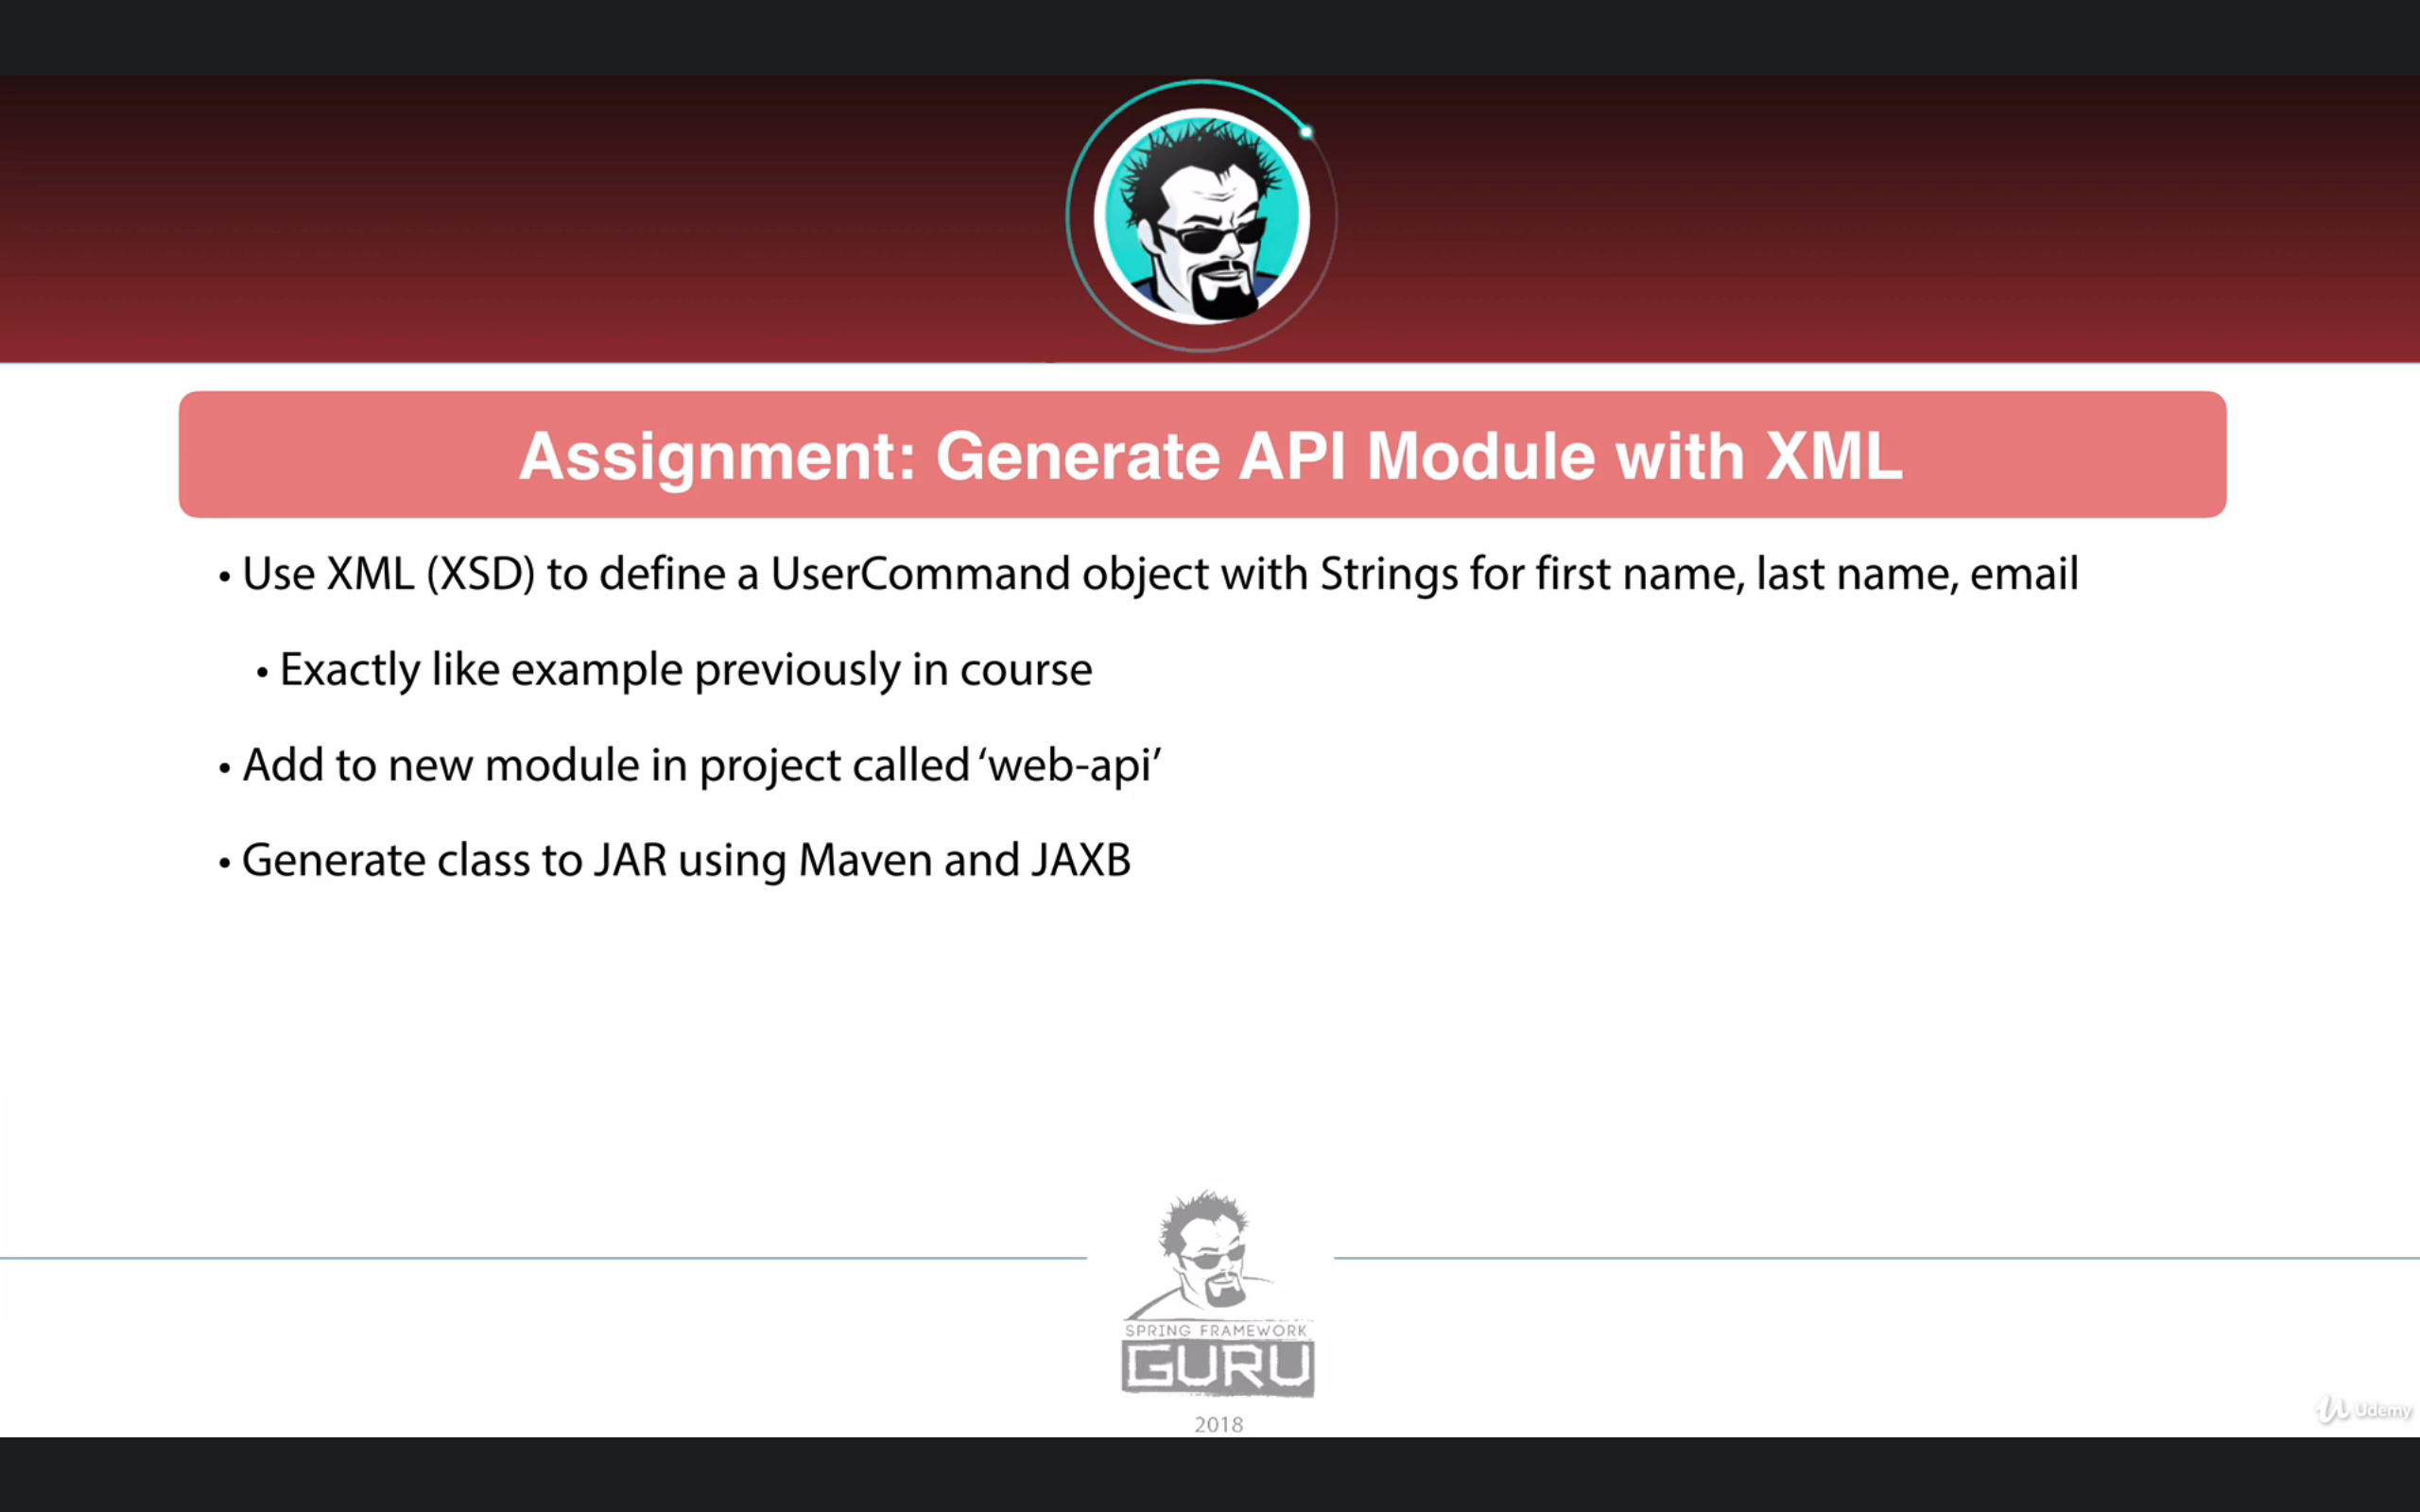 Assignment: Generate API Module with XML
• Use XML (XSD) to define a UserCommand object with Strings for first name, last name, email
• Exactly like example previously in course
• Add to new module in project called ‘web-api’
• Generate class to JAR using Maven and JAXB
SPRING FRAMEWORK
GURU
2018
Udemy